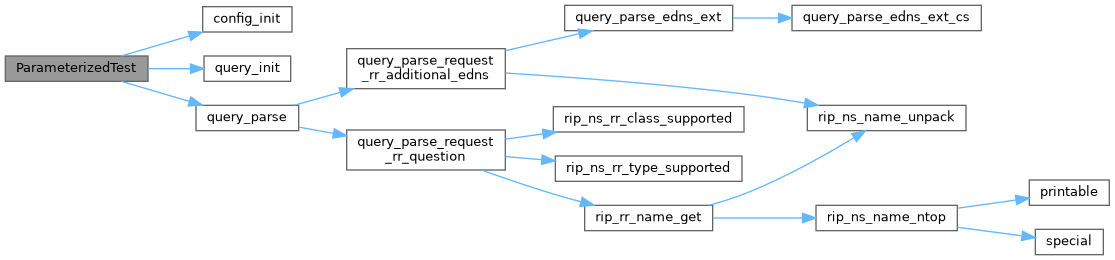 ParameterizedTest
config_init
query_init
query_parse
query_parse_request
_rr_additional_edns
query_parse_request
_rr_question
query_parse_edns_ext
query_parse_edns_ext_cs
rip_ns_rr_class_supported
rip_ns_rr_type_supported
rip_rr_name_get
rip_ns_name_unpack
rip_ns_name_ntop
printable
special